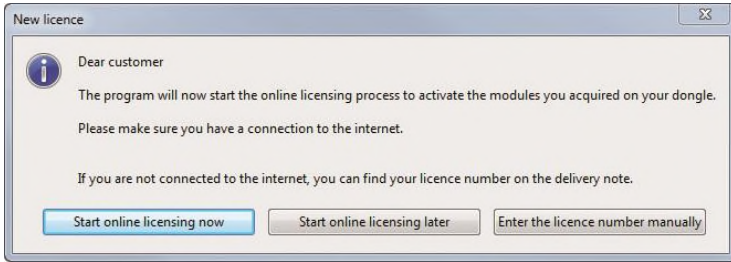 New licence
Dear customer
The program will now start the online licensing process to activate the modules you acquired on your dongle.
Please make sure you have a connection to the internet.
If you are not connected to the internet, you can find your licence number on the delivery note.
Start online licensing now
Start online licensing later
Enter the licence number manually